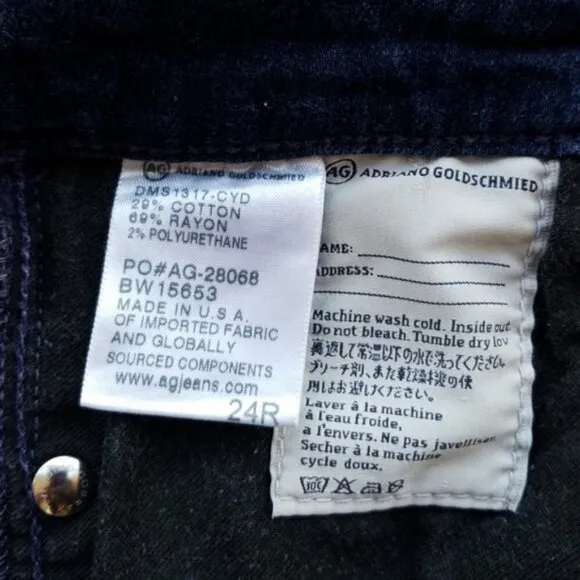 AG ADRIANO GOLDSCHMIED
DMS1317-CYD
29% COTTON
69% RAYON
2% POLYURETHANE
PO#AG-28068
BW15653
MADE IN U.S.A.
OF IMPORTED FABRIC
AND GLOBALLY
SOURCED COMPONENTS
www.agjeans.com
24R
AG ADRIANO GOLDSCHMIED
AME:
ADDRESS:
Machine wash cold. Inside out
Do not bleach. Tumble dry low
裏返して常温以下の水で洗ってください。
ブリーチ剤、また乾燥機の使
用はお避けください。
Laver à la machine
à l'eau froide,
a l'envers. Ne pas javelliser.
Secher à la machine
cycle doux.